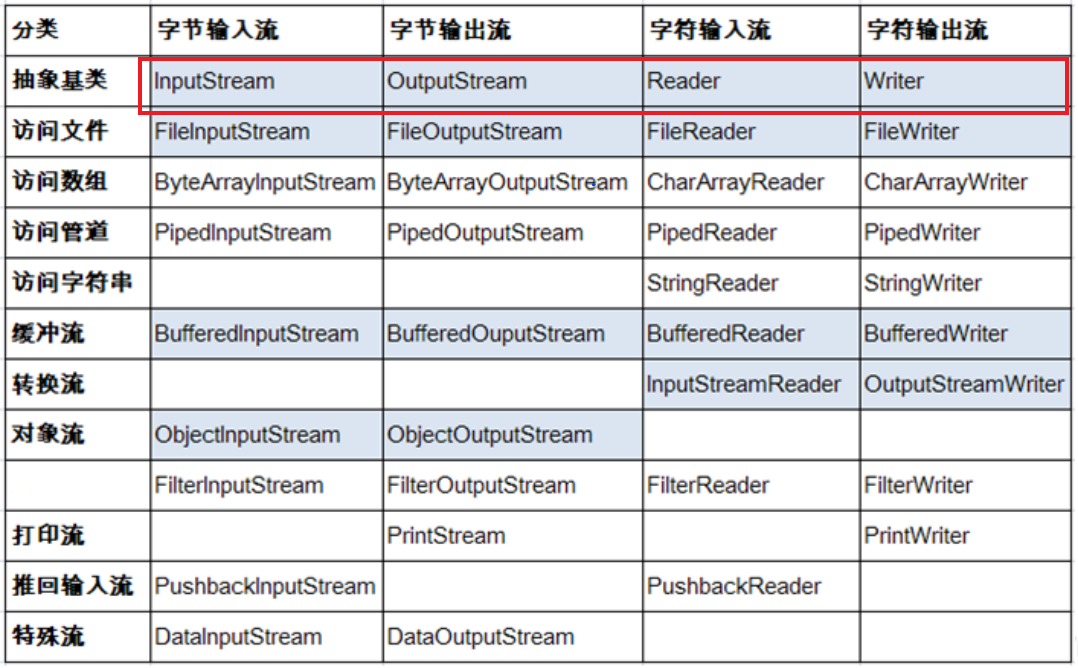 分类 字节输入流 字节输出流 字符输入流 字符输出流
抽象基类 InputStream OutputStream Reader Writer
访问文件 FileInputStream FileOutputStream FileReader FileWriter
访问数组 ByteArrayInputStream ByteArrayOutputStream CharArrayReader CharArrayWriter
访问管道 PipedInputStream PipedOutputStream PipedReader PipedWriter
访问字符串 StringReader StringWriter
缓冲流 BufferedInputStream BufferedOuputStream BufferedReader BufferedWriter
转换流 InputStreamReader OutputStreamWriter
对象流 ObjectInputStream ObjectOutputStream
FilterInputStream FilterOutputStream FilterReader FilterWriter
打印流 PrintStream PrintWriter
推回输入流 PushbackInputStream PushbackReader
特殊流 DataInputStream DataOutputStream